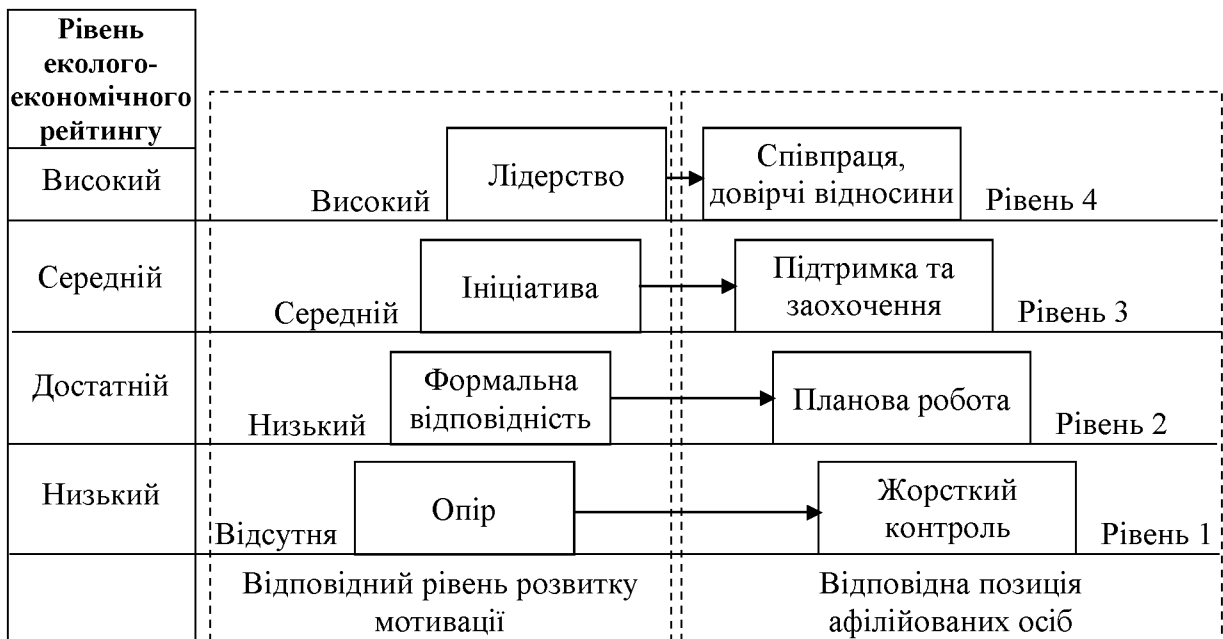 Рівень
еколого-
економічного
рейтингу
Високий
Високий
Лідерство
Співпраця,
довірчі відносини
Рівень 4
Середній
Середній
Ініціатива
Підтримка та
заохочення
Рівень 3
Достатній
Низький
Формальна
відповідність
Планова робота
Рівень 2
Низький
Відсутня
Опір
Жорсткий
контроль
Рівень 1
Відповідний рівень розвитку
мотивації
Відповідна позиція
афілійованих осіб